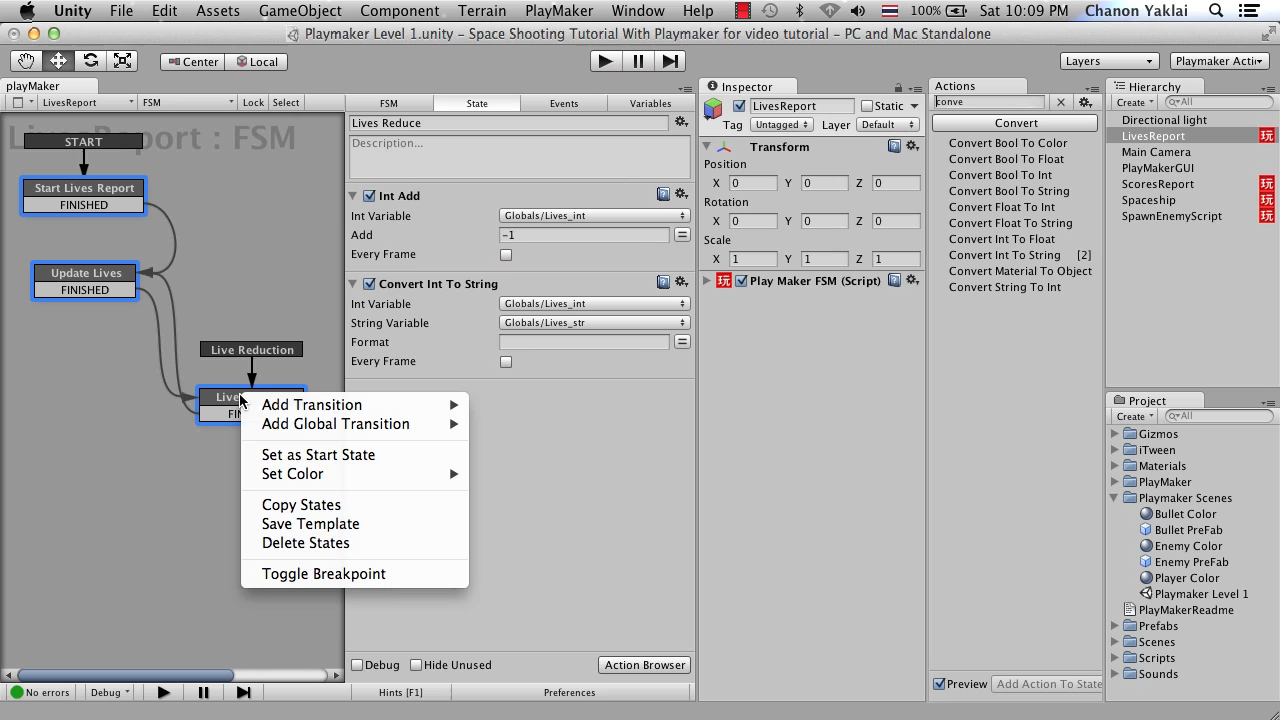 Unity File Edit Assets GameObject Component Terrain PlayMaker Window Help 100% Sat 10:09 PM Chanon Yaklai
Playmaker Level 1.unity – Space Shooting Tutorial With Playmaker for video tutorial – PC and Mac Standalone
Center Local Layers Playmaker Acti
playMaker
LivesReport FSM Lock Select
LivesReport : FSM
START
Start Lives Report
FINISHED
Update Lives
FINISHED
Live Reduction
Live
FIN
Add Transition
Add Global Transition
Set as Start State
Set Color
Copy States
Save Template
Delete States
Toggle Breakpoint
No errors Debug
FSM State Events Variables
Lives Reduce
Description...
Int Add
Int Variable Globals/Lives_int
Add -1
Every Frame
Convert Int To String
Int Variable Globals/Lives_int
String Variable Globals/Lives_str
Format
Every Frame
Debug Hide Unused Action Browser
Hints [F1] Preferences
Inspector
LivesReport Static
Tag Untagged Layer Default
Transform
Position
X 0 Y 0 Z 0
Rotation
X 0 Y 0 Z 0
Scale
X 1 Y 1 Z 1
玩 Play Maker FSM (Script)
Actions
conve
Convert
Convert Bool To Color
Convert Bool To Float
Convert Bool To Int
Convert Bool To String
Convert Float To Int
Convert Float To String
Convert Int To Float
Convert Int To String [2]
Convert Material To Object
Convert String To Int
Preview Add Action To State
Hierarchy
Create All
Directional light
LivesReport 玩
Main Camera
PlayMakerGUI
ScoresReport 玩
Spaceship 玩
SpawnEnemyScript 玩
Project
Create All
Gizmos
iTween
Materials
PlayMaker
Playmaker Scenes
Bullet Color
Bullet PreFab
Enemy Color
Enemy PreFab
Player Color
Playmaker Level 1
PlayMakerReadme
Prefabs
Scenes
Scripts
Sounds